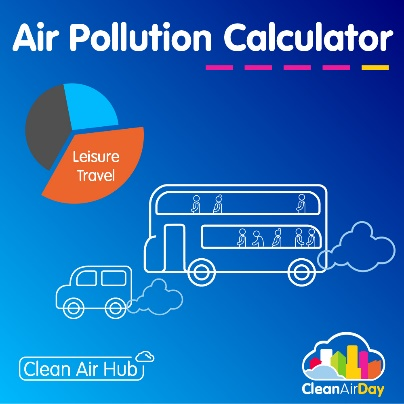 Air Pollution Calculator
Leisure
Travel
Clean Air Hub
CleanAirDay